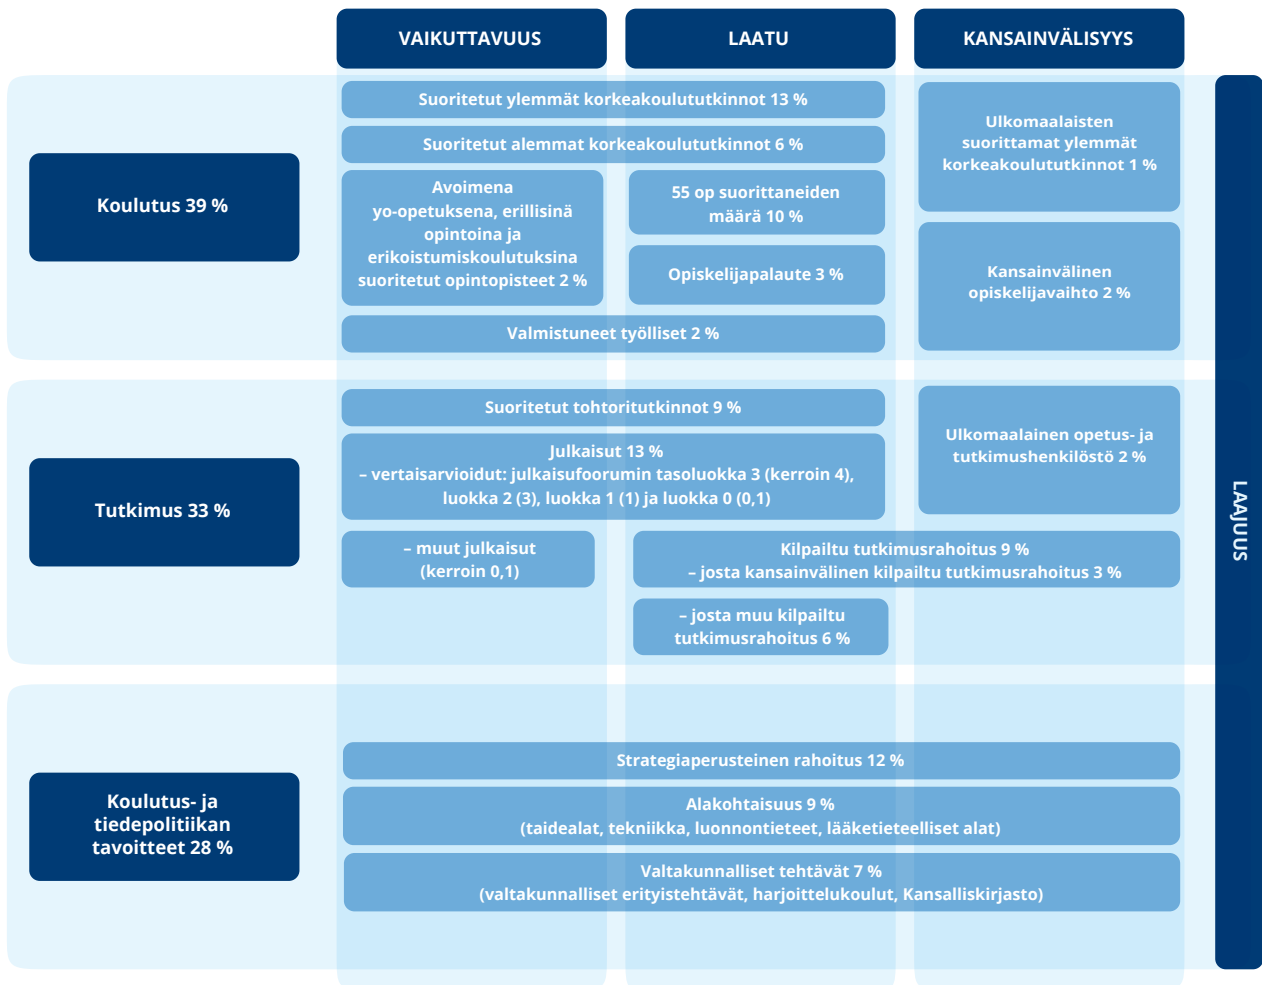 VAIKUTTAVUUS
LAATU
KANSAINVÄLISYYS
Koulutus 39 %
Suoritetut ylemmät korkeakoulututkinnot 13 %
Suoritetut alemmat korkeakoulututkinnot 6 %
Avoimena
yo-opetuksena, erillisinä
opintoina ja
erikoistumiskoulutuksina
suoritetut opintopisteet 2 %
55 op suorittaneiden
määrä 10 %
Opiskelijapalaute 3 %
Valmistuneet työlliset 2 %
Ulkomaalaisten
suorittamat ylemmät
korkeakoulututkinnot 1 %
Kansainvälinen
opiskelijavaihto 2 %
Tutkimus 33 %
Suoritetut tohtoritutkinnot 9 %
Julkaisut 13 %
– vertaisarvioidut: julkaisufoorumin tasoluokka 3 (kerroin 4),
luokka 2 (3), luokka 1 (1) ja luokka 0 (0,1)
– muut julkaisut
(kerroin 0,1)
Ulkomaalainen opetus- ja
tutkimushenkilöstö 2 %
Kilpailtu tutkimusrahoitus 9 %
– josta kansainvälinen kilpailtu tutkimusrahoitus 3 %
– josta muu kilpailtu
tutkimusrahoitus 6 %
Koulutus- ja
tiedepolitiikan
tavoitteet 28 %
Strategiaperusteinen rahoitus 12 %
Alakohtaisuus 9 %
(taidealat, tekniikka, luonnontieteet, lääketieteelliset alat)
Valtakunnalliset tehtävät 7 %
(valtakunnalliset erityistehtävät, harjoittelukoulut, Kansalliskirjasto)
LAAJUUS